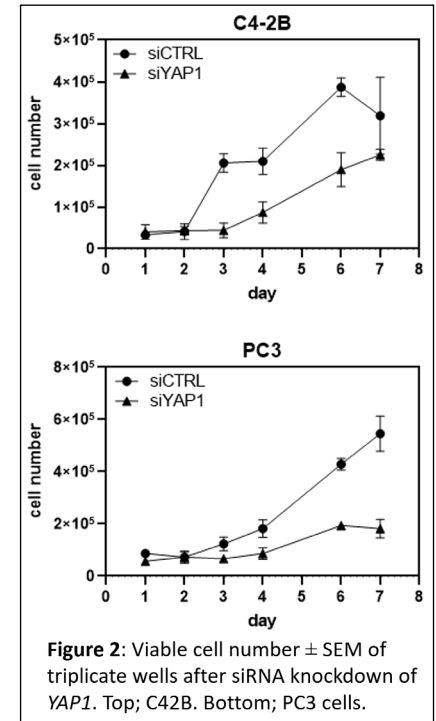 C4-2B
5×10⁵
4×10⁵
3×10⁵
2×10⁵
1×10⁵
0
cell number
siCTRL
siYAP1
0 1 2 3 4 5 6 7 8
day
PC3
8×10⁵
6×10⁵
4×10⁵
2×10⁵
0
cell number
siCTRL
siYAP1
0 1 2 3 4 5 6 7 8
day
Figure 2: Viable cell number ± SEM of
triplicate wells after siRNA knockdown of
YAP1. Top; C42B. Bottom; PC3 cells.